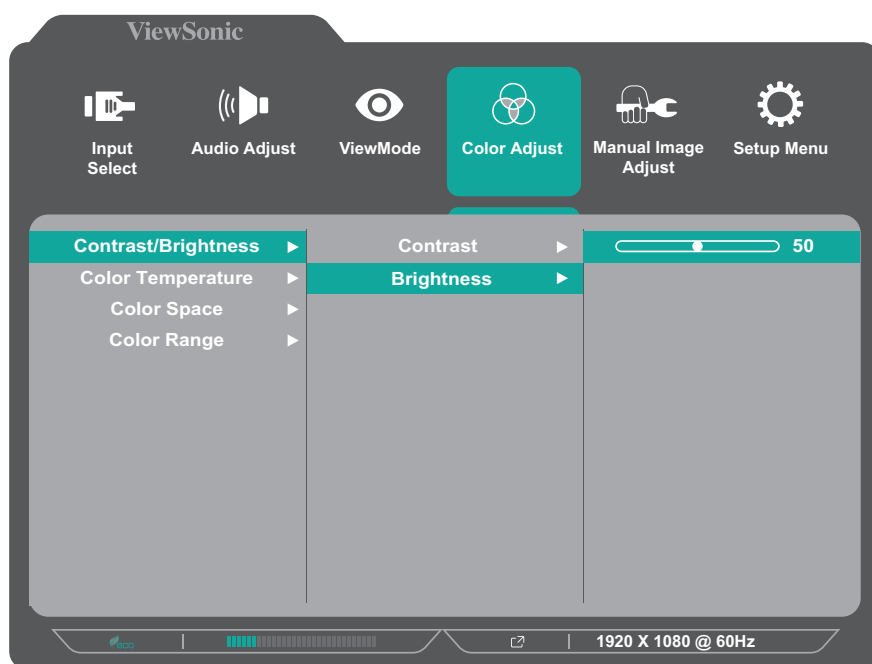 ViewSonic
Input
Select
Audio Adjust
ViewMode
Color Adjust
Manual Image
Adjust
Setup Menu
Contrast/Brightness
Contrast
50
Color Temperature
Brightness
Color Space
Color Range
eco
1920 X 1080 @ 60Hz